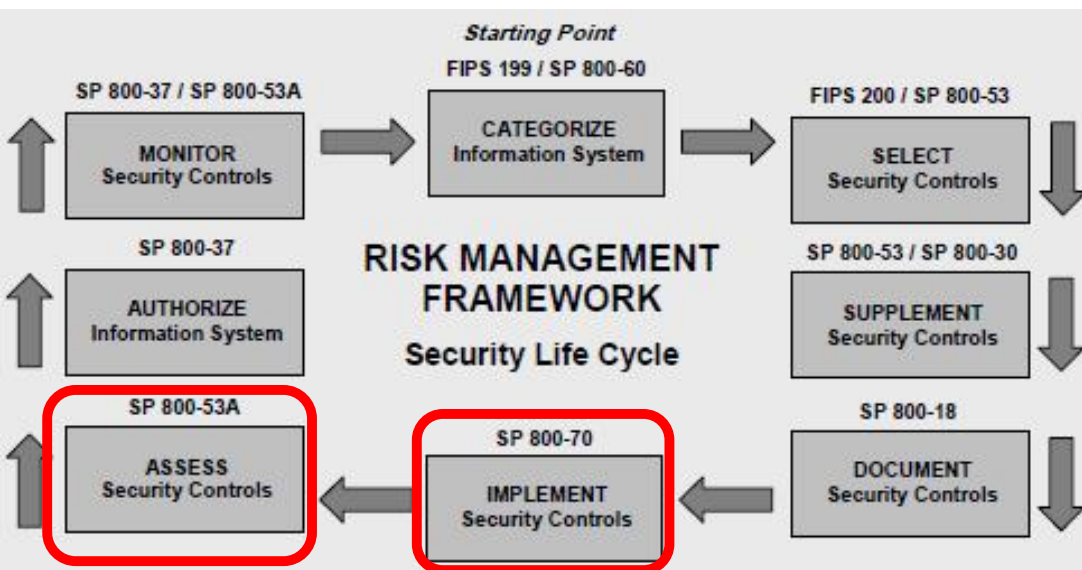 Starting Point
FIPS 199 / SP 800-60
CATEGORIZE
Information System
FIPS 200 / SP 800-53
SELECT
Security Controls
SP 800-53 / SP 800-30
SUPPLEMENT
Security Controls
SP 800-18
DOCUMENT
Security Controls
SP 800-70
IMPLEMENT
Security Controls
SP 800-53A
ASSESS
Security Controls
SP 800-37
AUTHORIZE
Information System
SP 800-37 / SP 800-53A
MONITOR
Security Controls
RISK MANAGEMENT
FRAMEWORK
Security Life Cycle